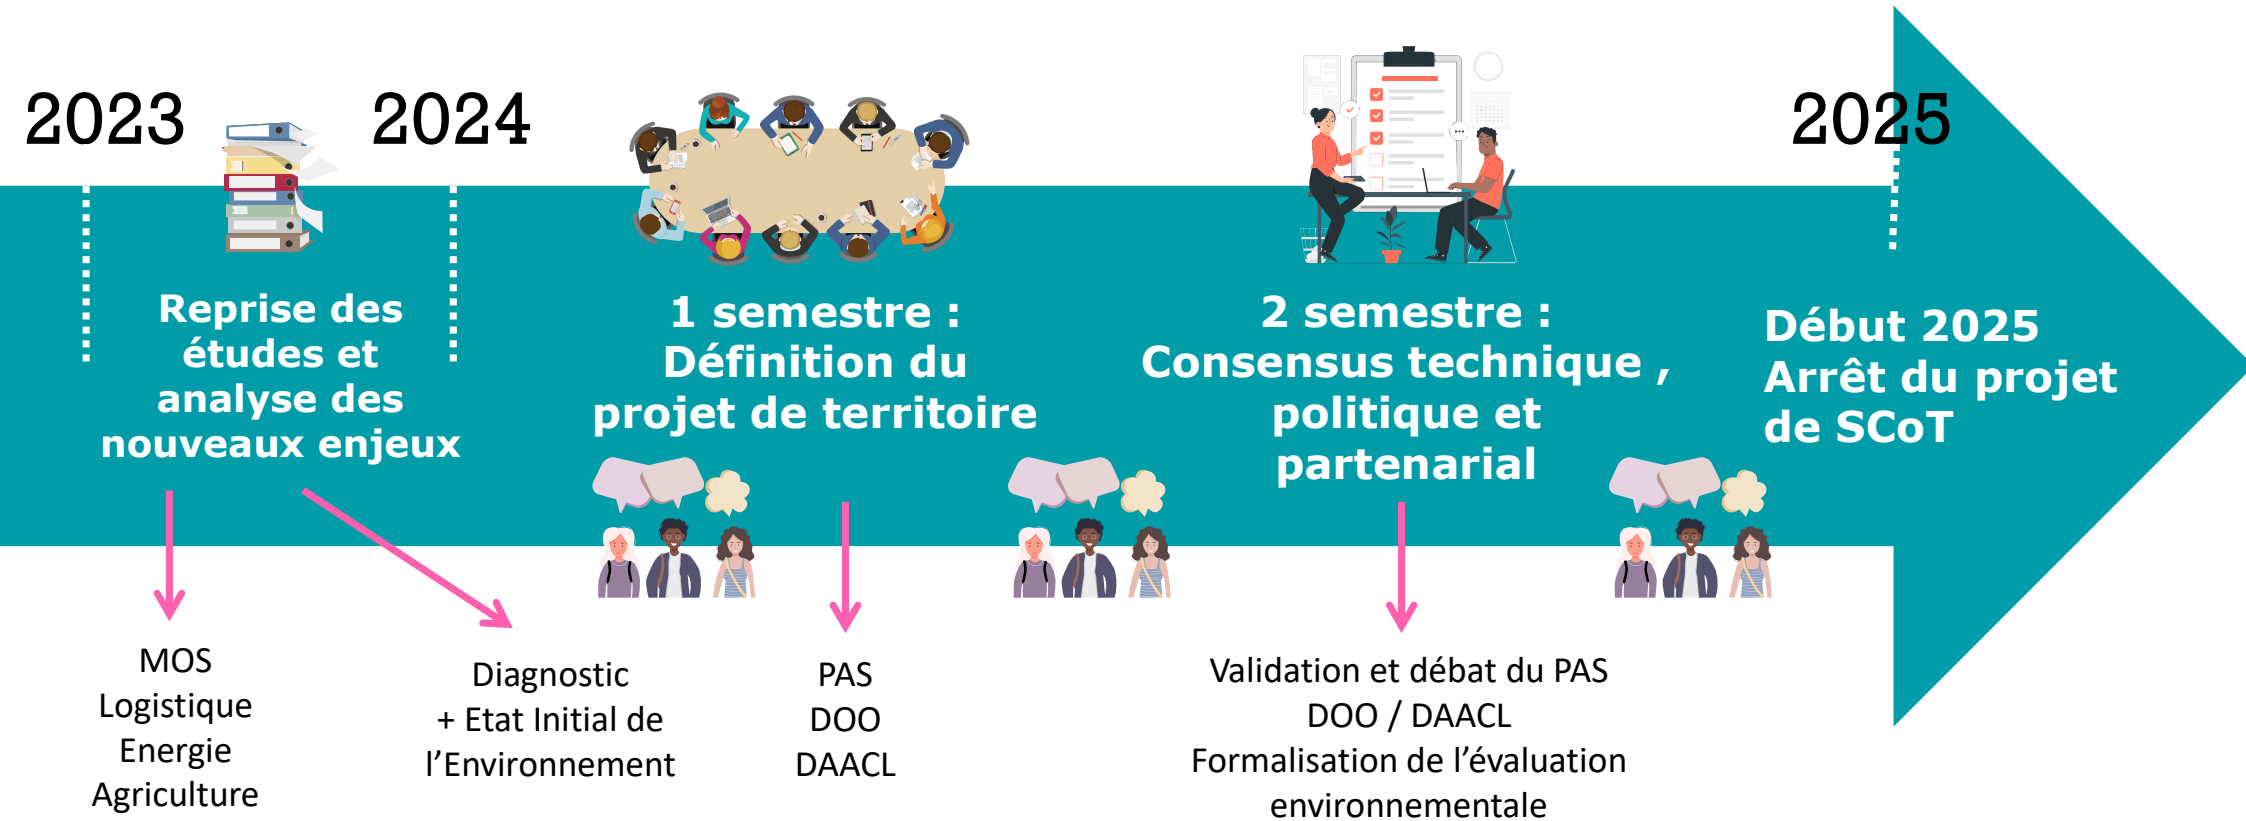 2023
2024
2025
Reprise des
études et
analyse des
nouveaux enjeux
1 semestre :
Définition du
projet de territoire
2 semestre :
Consensus technique ,
politique et
partenarial
Début 2025
Arrêt du projet
de SCoT
MOS
Logistique
Energie
Agriculture
Diagnostic
+ Etat Initial de
l’Environnement
PAS
DOO
DAACL
Validation et débat du PAS
DOO / DAACL
Formalisation de l’évaluation
environnementale